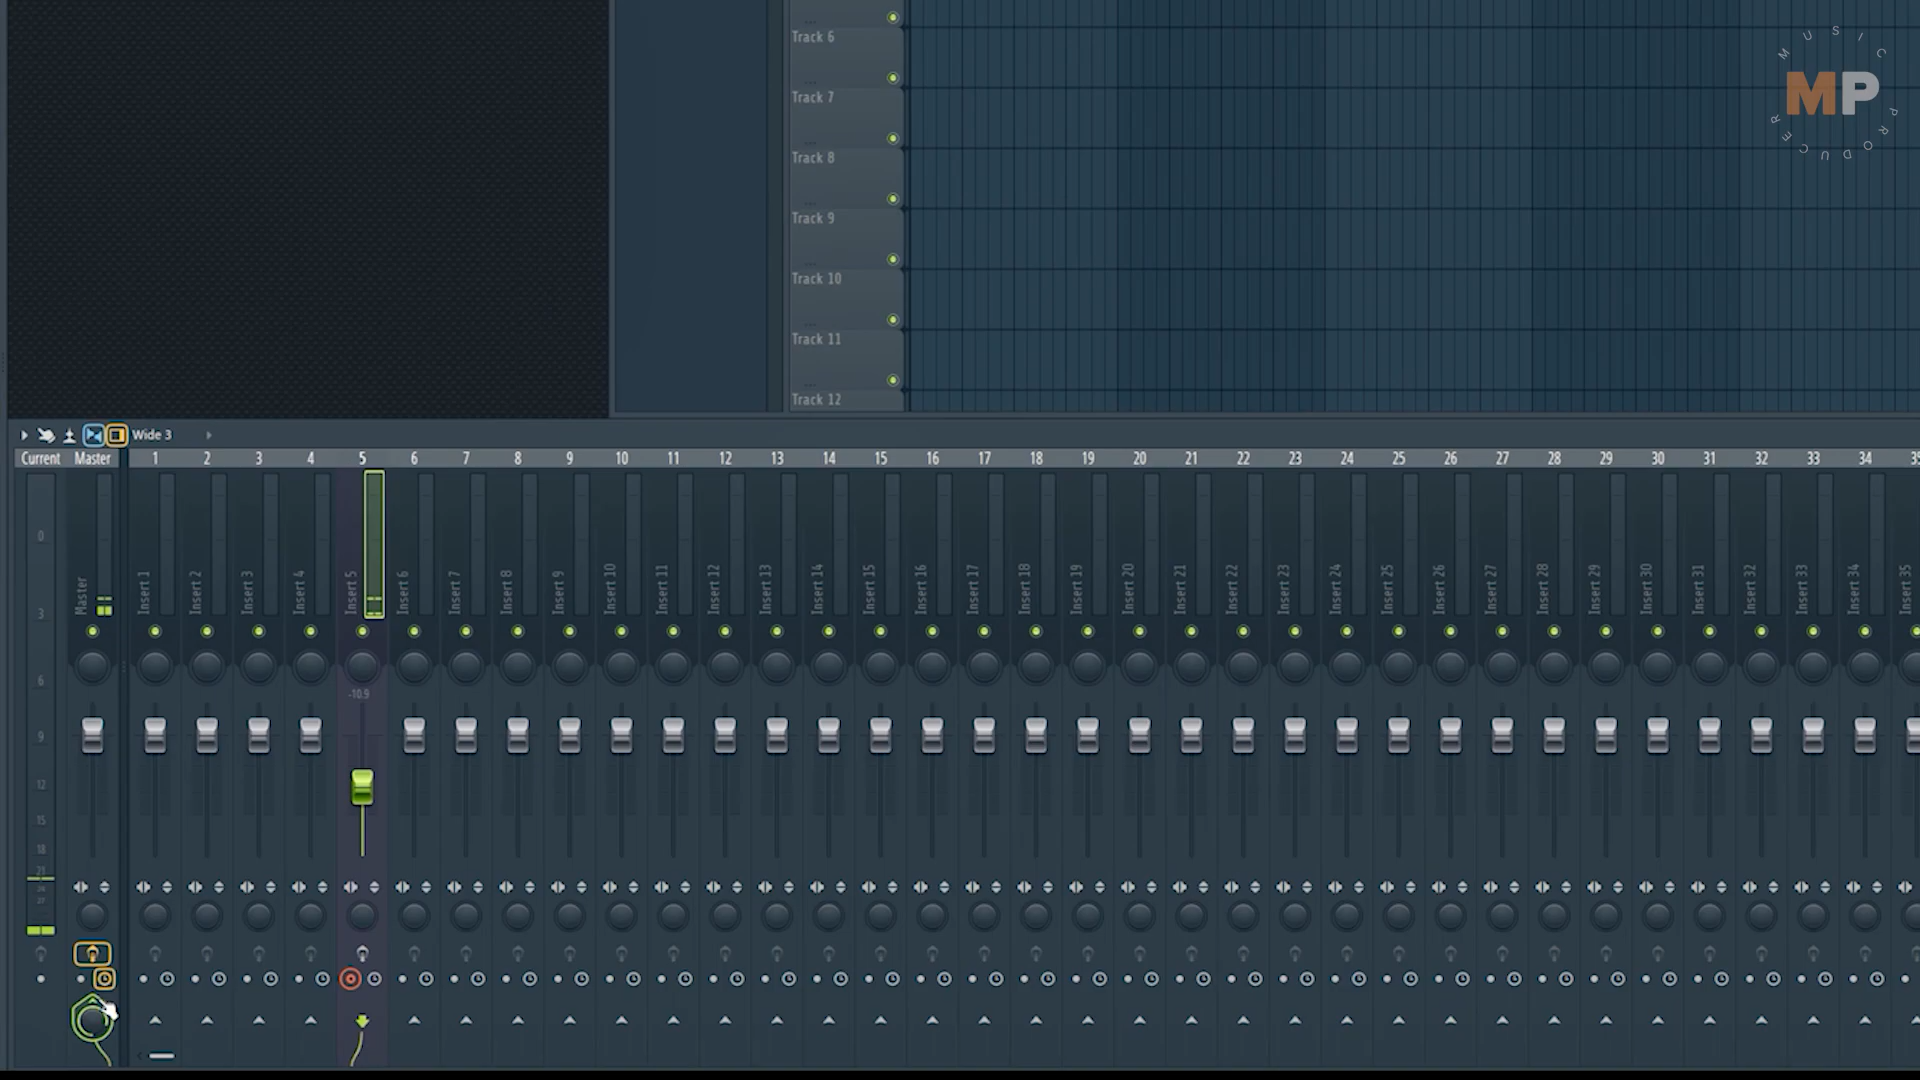 Track 6
Track 7
Track 8
Track 9
Track 10
Track 11
Track 12
MUSIC
MP
PRODUCER
Wide 3
Current Master 1 2 3 4 5 6 7 8 9 10 11 12 13 14 15 16 17 18 19 20 21 22 23 24 25 26 27 28 29 30 31 32 33 34
0
3
6
9
12
15
18
21
27
Master
Insert 1
Insert 2
Insert 3
Insert 4
Insert 5
Insert 6
Insert 7
Insert 8
Insert 9
Insert 10
Insert 11
Insert 12
Insert 13
Insert 14
Insert 15
Insert 16
Insert 17
Insert 18
Insert 19
Insert 20
Insert 21
Insert 22
Insert 23
Insert 24
Insert 25
Insert 26
Insert 27
Insert 28
Insert 29
Insert 30
Insert 31
Insert 32
Insert 33
Insert 34
Insert 35
-10.9